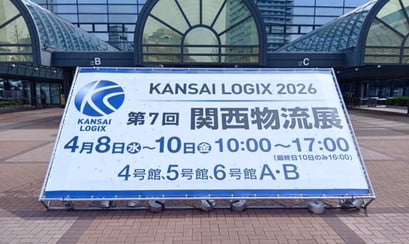 B
C
KANSAI LOGIX 2026
KANSAI
LOGIX
第7回 関西物流展
4月8日水〜10日金 10:00〜17:00
(最終日10日のみ16:00)
4号館、5号館、6号館 A・B